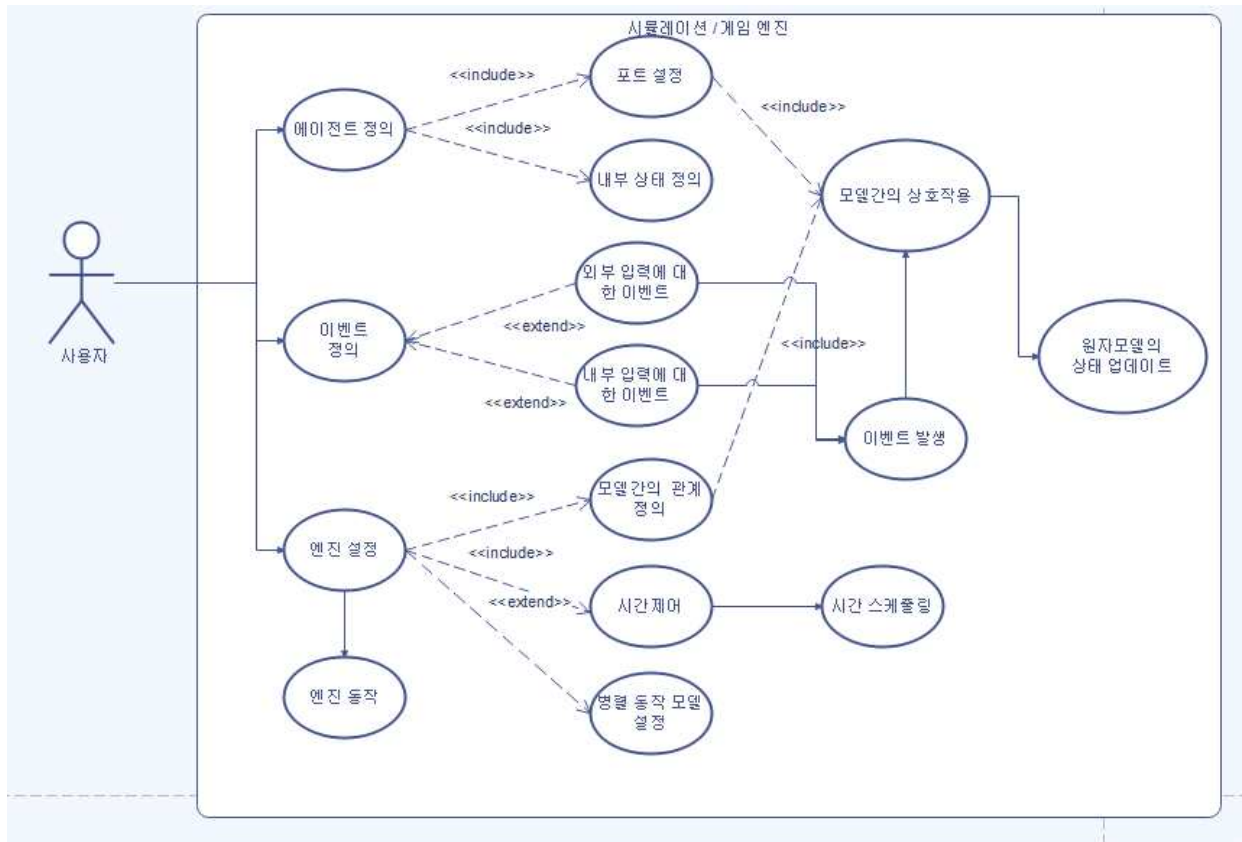 시뮬레이션 / 게임 엔진
<<include>>
포트 설정
<<include>>
에이전트 정의
<<include>>
내부 상태 정의
모델간의 상호작용
외부 입력에 대
한 이벤트
<<extend>>
이벤트
정의
<<include>>
사용자
원자모델의
상태 업데이트
내부 입력에 대
한 이벤트
<<extend>>
이벤트 발생
<<include>>
모델간의 관계
정의
엔진 설정
<<include>>
<<extend>>
시간제어
시간 스케쥴링
엔진 동작
병렬 동작 모델
설정